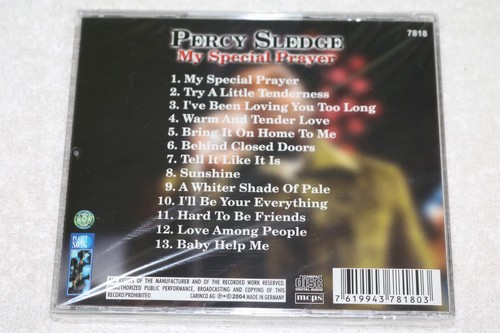 PERCY SLEDGE
7818
My Special Prayer
1. My Special Prayer
2. Try A Little Tenderness
3. I've Been Loving You Too Long
4. Warm And Tender Love
5. Bring It On Home To Me
6. Behind Closed Doors
7. Tell It Like It Is
8. Sunshine
9. A Whiter Shade Of Pale
10. I'll Be Your Everything
11. Hard To Be Friends
12. Love Among People
13. Baby Help Me
OF THE MANUFACTURER AND OF THE RECORDED WORK RESERVED
UNAUTHORIZED PUBLIC PERFORMANCE, BROADCASTING AND COPYING OF THIS
RECORD PROHIBITED. CARINCO AG ℗+© 2004 MADE IN GERMANY
COMPACT
disc
DIGITAL AUDIO
mcps
7 619943 781803